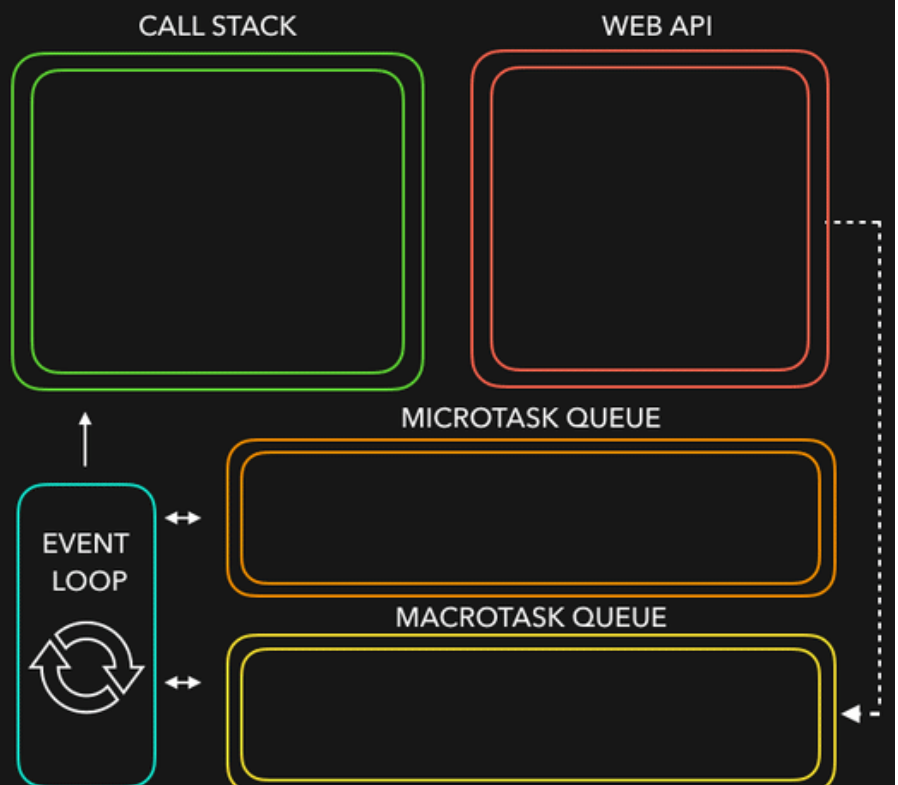 CALL STACK
WEB API
MICROTASK QUEUE
EVENT
LOOP
MACROTASK QUEUE